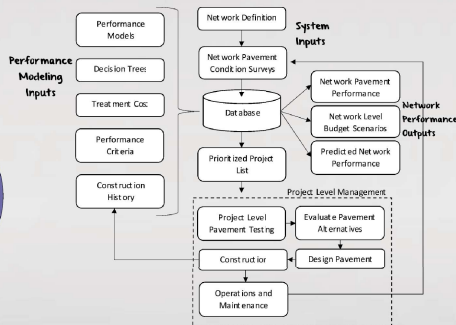 Performance
Modeling
Inputs
Performance
Models
Decision Trees
Treatment Cost
Performance
Criteria
Construction
History
Network Definition
System
Inputs
Network Pavement
Condition Surveys
Database
Prioritized Project
List
Network Pavement
Performance
Network Level
Budget Scenarios
Predicted Network
Performance
Network
Performance
Outputs
Project Level Management
Project Level
Pavement Testing
Evaluate Pavement
Alternatives
Construction
Design Pavement
Operations and
Maintenance